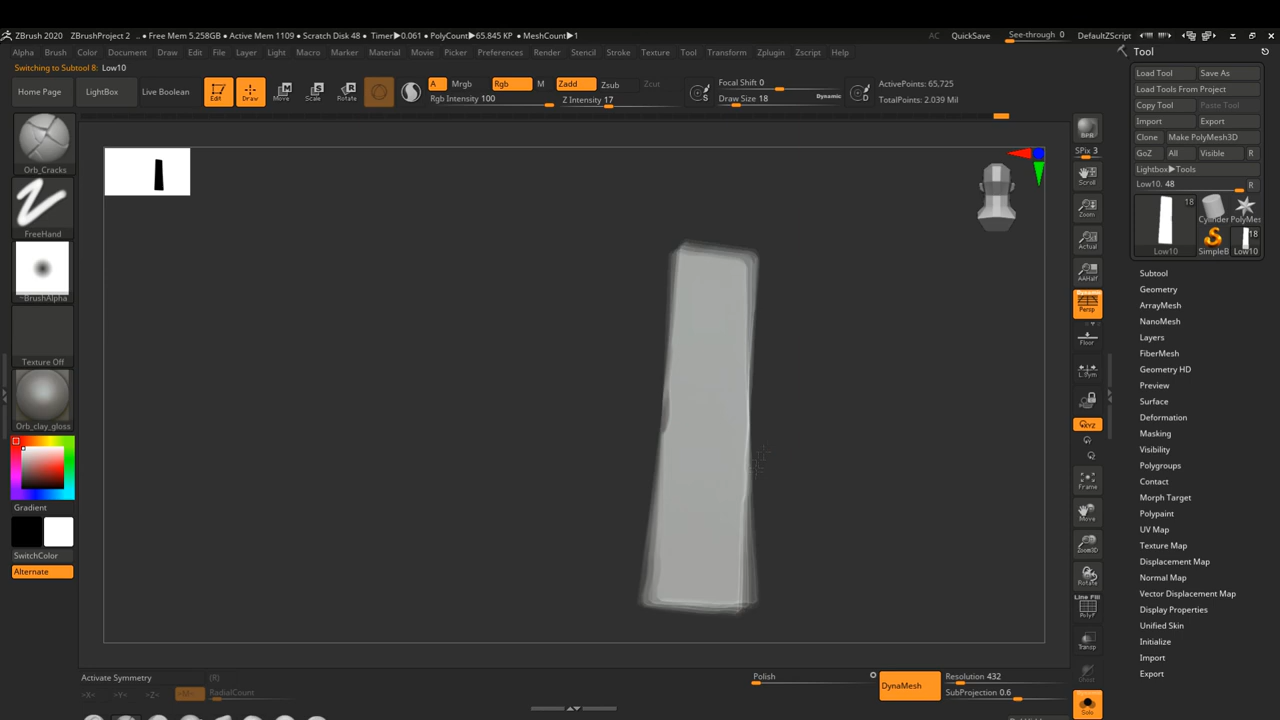 ZBrush 2020 ZBrushProject 2 .. • Free Mem 5.258GB • Active Mem 1109 • Scratch Disk 48 • Timer▶0.061 • PolyCount▶65.845 KP • MeshCount▶1 AC QuickSave See-through 0 DefaultZScript
Alpha Brush Color Document Draw Edit File Layer Light Macro Marker Material Movie Picker Preferences Render Stencil Stroke Texture Tool Transform Zplugin Zscript Help
Switching to Subtool 8: Low10
Home Page LightBox Live Boolean Edit Draw Move Scale Rotate
A Mrgb Rgb M Zadd Zsub Zcut
Rgb Intensity 100 Z Intensity 17
Focal Shift 0
Draw Size 18 Dynamic
S D
ActivePoints: 65,725
TotalPoints: 2.039 Mil
Orb_Cracks
FreeHand
~BrushAlpha
Texture Off
Orb_clay_gloss
Gradient
SwitchColor
Alternate
BPR
SPix 3
Scroll
Zoom
Actual
AAHalf
Dynamic
Persp
Floor
L.Sym
XYZ
Frame
Move
Zoom3D
Rotate
Line Fill
PolyF
Transp
Ghost
Dynamic
Solo
Tool
Load Tool Save As
Load Tools From Project
Copy Tool Paste Tool
Import Export
Clone Make PolyMesh3D
GoZ All Visible R
Lightbox▶Tools
Low10. 48 R
18
Cylinder PolyMes
18
Low10 SimpleB Low10
Subtool
Geometry
ArrayMesh
NanoMesh
Layers
FiberMesh
Geometry HD
Preview
Surface
Deformation
Masking
Visibility
Polygroups
Contact
Morph Target
Polypaint
UV Map
Texture Map
Displacement Map
Normal Map
Vector Displacement Map
Display Properties
Unified Skin
Initialize
Import
Export
Activate Symmetry (R)
>X< >Y< >Z< >M< RadialCount
Polish
DynaMesh
Resolution 432
SubProjection 0.6